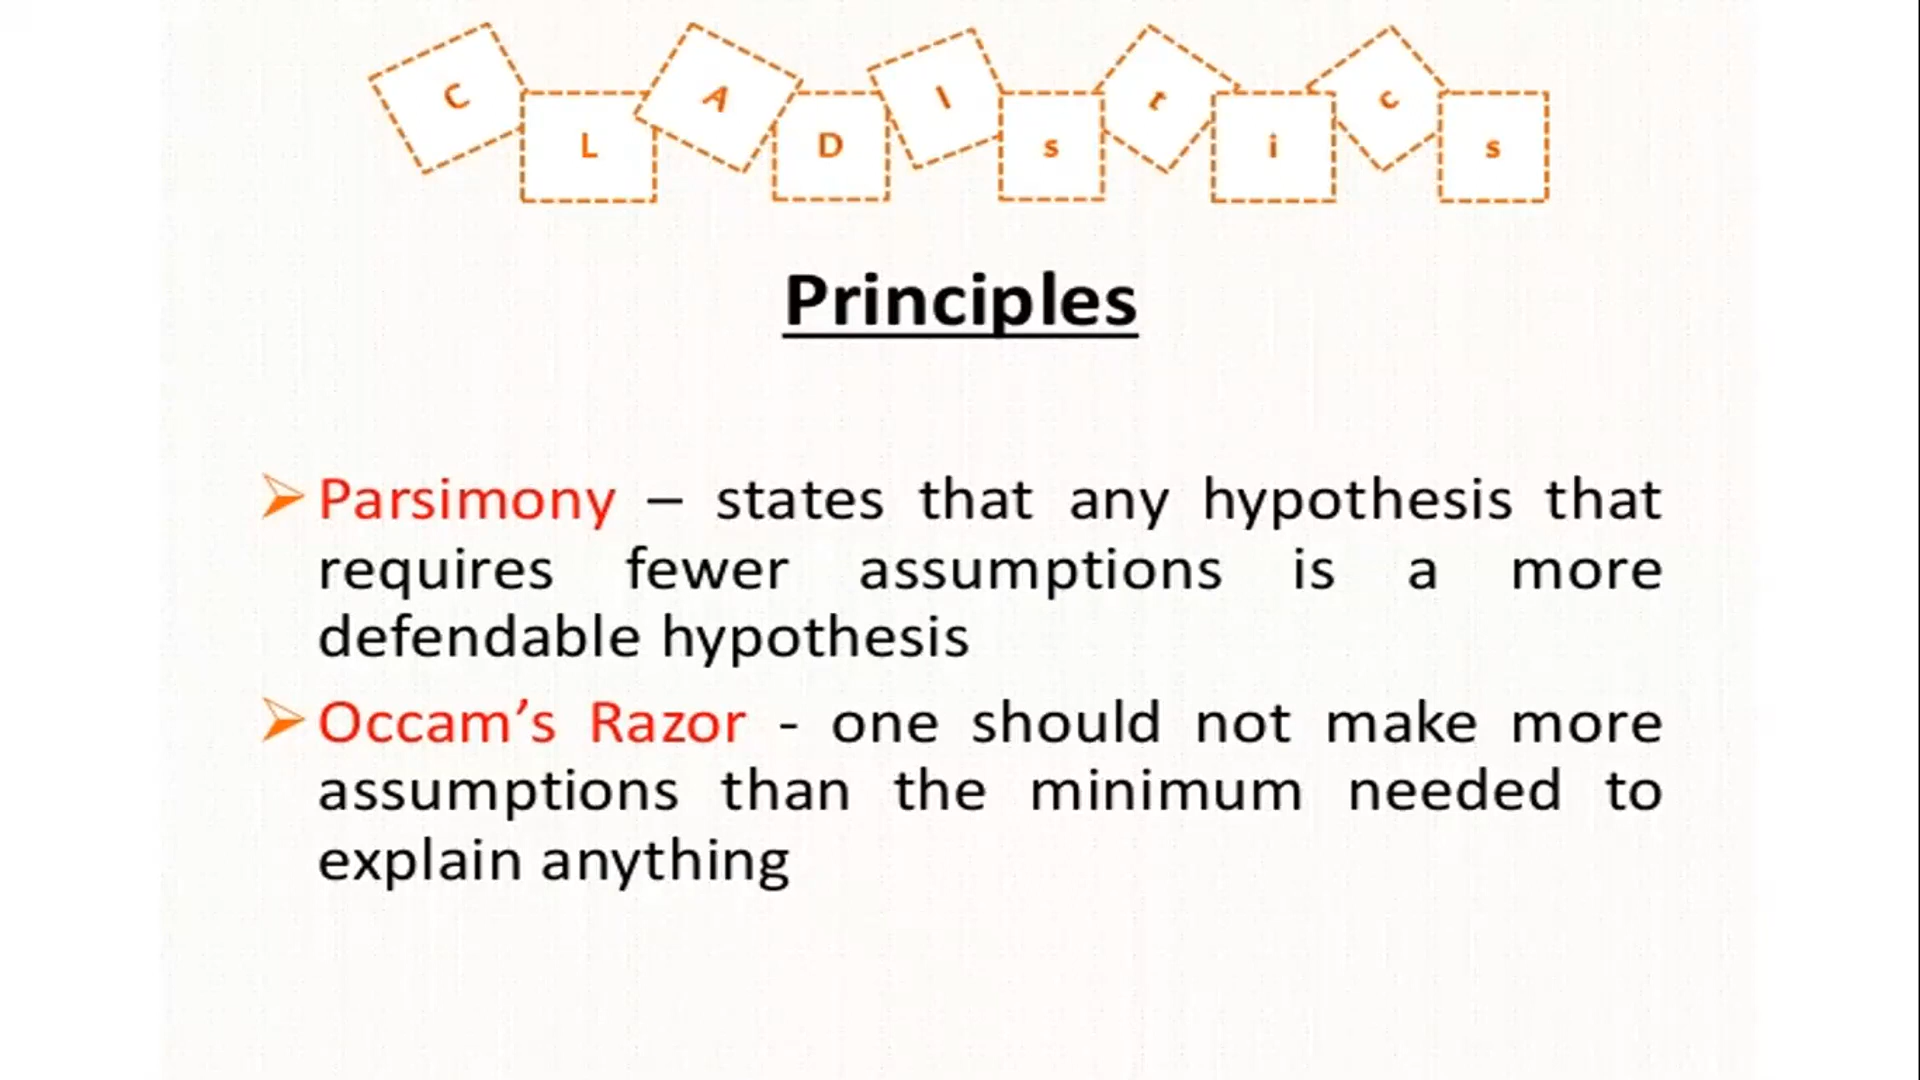 CLADIstics
Principles
Parsimony – states that any hypothesis that
requires fewer assumptions is a more
defendable hypothesis
Occam’s Razor - one should not make more
assumptions than the minimum needed to
explain anything